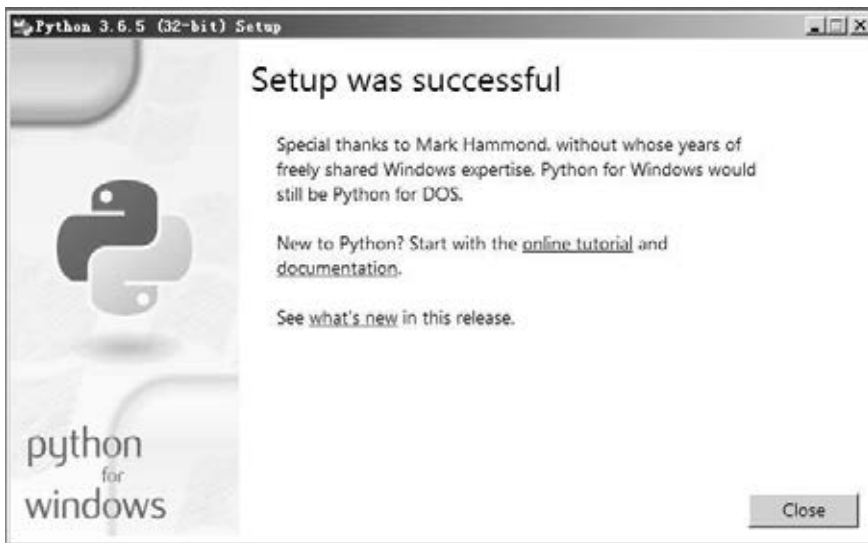 Python 3.6.5 (32-bit) Setup
Setup was successful
Special thanks to Mark Hammond, without whose years of
freely shared Windows expertise, Python for Windows would
still be Python for DOS.
New to Python? Start with the online tutorial and
documentation.
See what's new in this release.
python
for
windows
Close